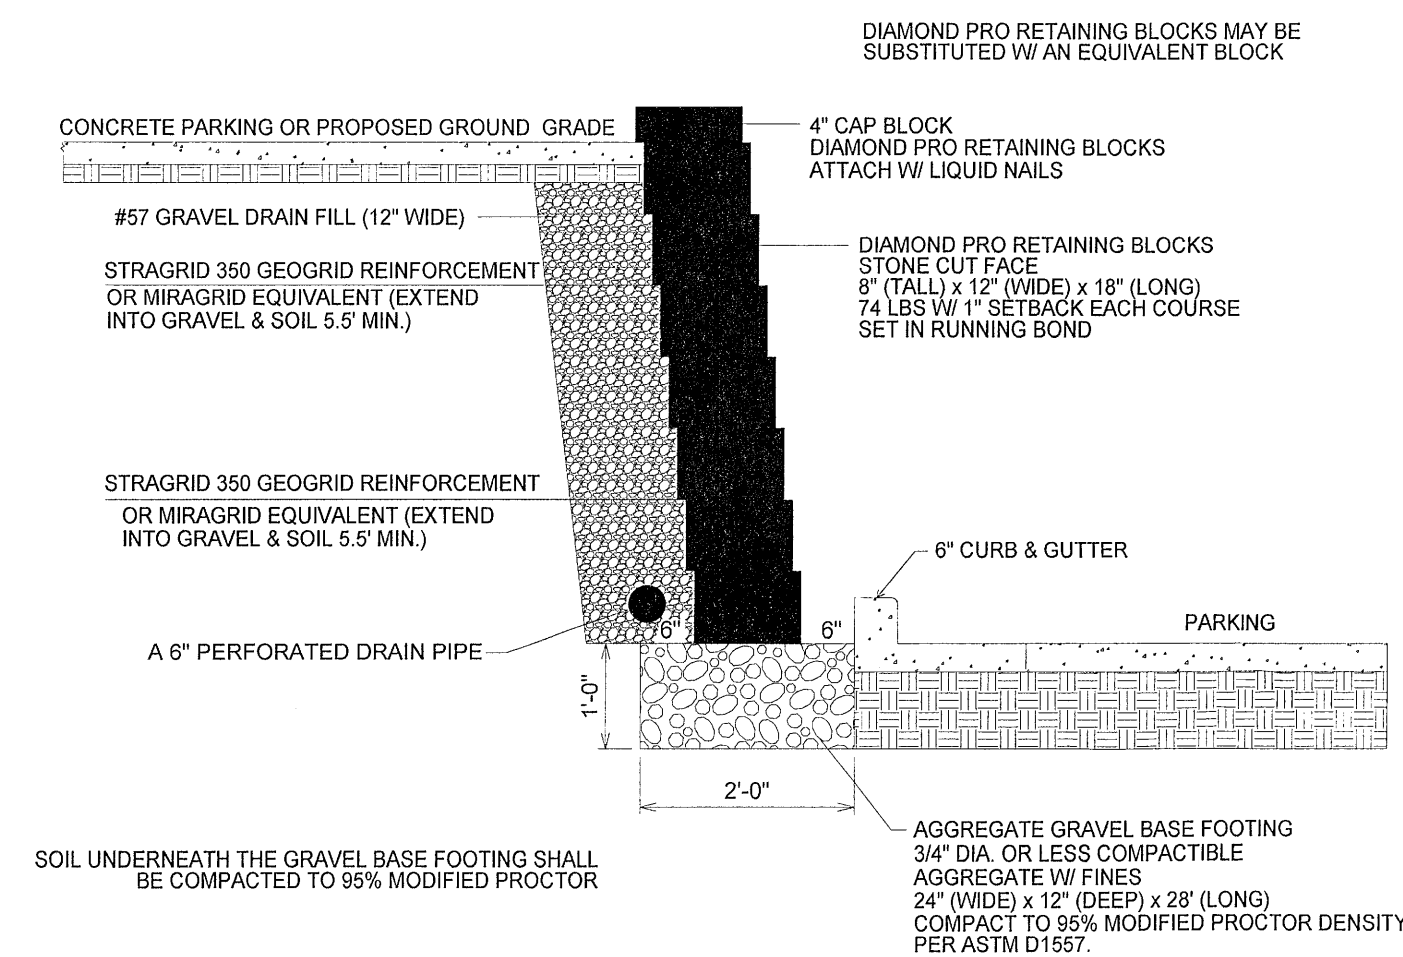 DIAMOND PRO RETAINING BLOCKS MAY BE
SUBSTITUTED W/ AN EQUIVALENT BLOCK
CONCRETE PARKING OR PROPOSED GROUND GRADE
4" CAP BLOCK
DIAMOND PRO RETAINING BLOCKS
ATTACH W/ LIQUID NAILS
#57 GRAVEL DRAIN FILL (12" WIDE)
DIAMOND PRO RETAINING BLOCKS
STONE CUT FACE
8" (TALL) x 12" (WIDE) x 18" (LONG)
74 LBS W/ 1" SETBACK EACH COURSE
SET IN RUNNING BOND
STRAGRID 350 GEOGRID REINFORCEMENT
OR MIRAGRID EQUIVALENT (EXTEND
INTO GRAVEL & SOIL 5.5' MIN.)
STRAGRID 350 GEOGRID REINFORCEMENT
OR MIRAGRID EQUIVALENT (EXTEND
INTO GRAVEL & SOIL 5.5' MIN.)
6" CURB & GUTTER
PARKING
6"
6"
A 6" PERFORATED DRAIN PIPE
1'-0"
2'-0"
AGGREGATE GRAVEL BASE FOOTING
3/4" DIA. OR LESS COMPACTIBLE
AGGREGATE W/ FINES
24" (WIDE) x 12" (DEEP) x 28' (LONG)
COMPACT TO 95% MODIFIED PROCTOR DENSITY
PER ASTM D1557.
SOIL UNDERNEATH THE GRAVEL BASE FOOTING SHALL
BE COMPACTED TO 95% MODIFIED PROCTOR